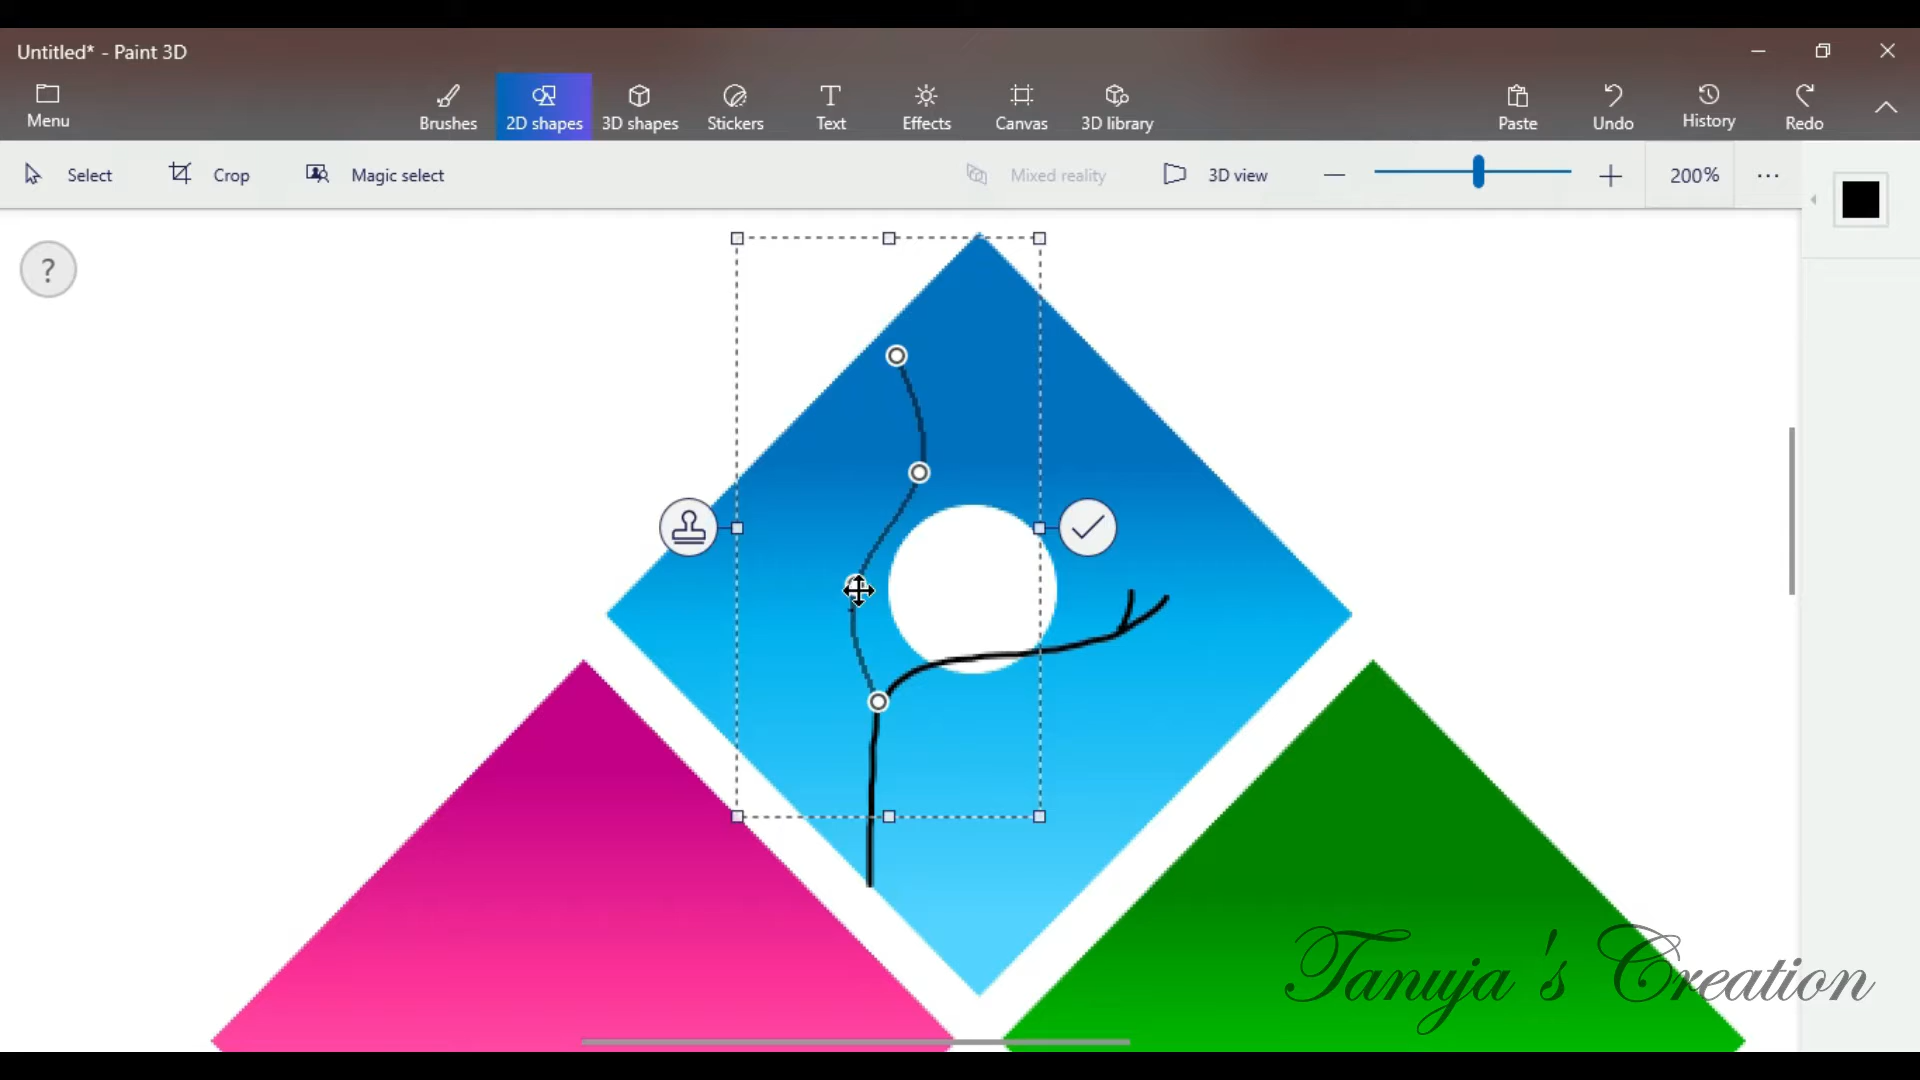 Untitled* - Paint 3D
Menu
Brushes
2D shapes
3D shapes
Stickers
Text
Effects
Canvas
3D library
Paste
Undo
History
Redo
Select
Crop
Magic select
Mixed reality
3D view
200%
?
Tanuja's Creation